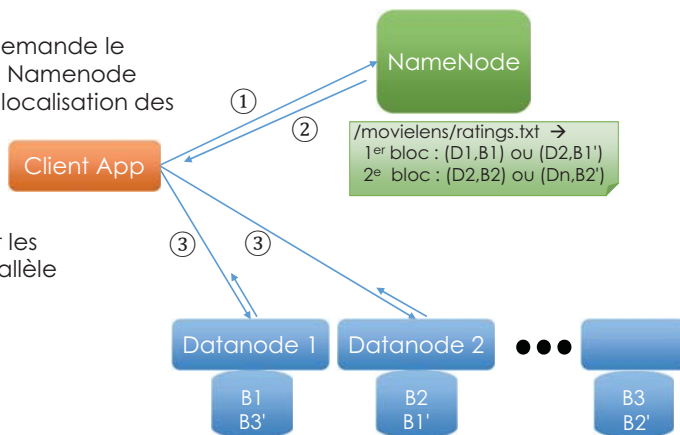 emande le
Namenode
localisation des
NameNode
①
②
/movielens/ratings.txt →
1er bloc : (D1,B1) ou (D2,B1')
2e bloc : (D2,B2) ou (Dn,B2')
Client App
les
allèle
③
③
Datanode 1
Datanode 2
B1
B3'
B2
B1'
B3
B2'